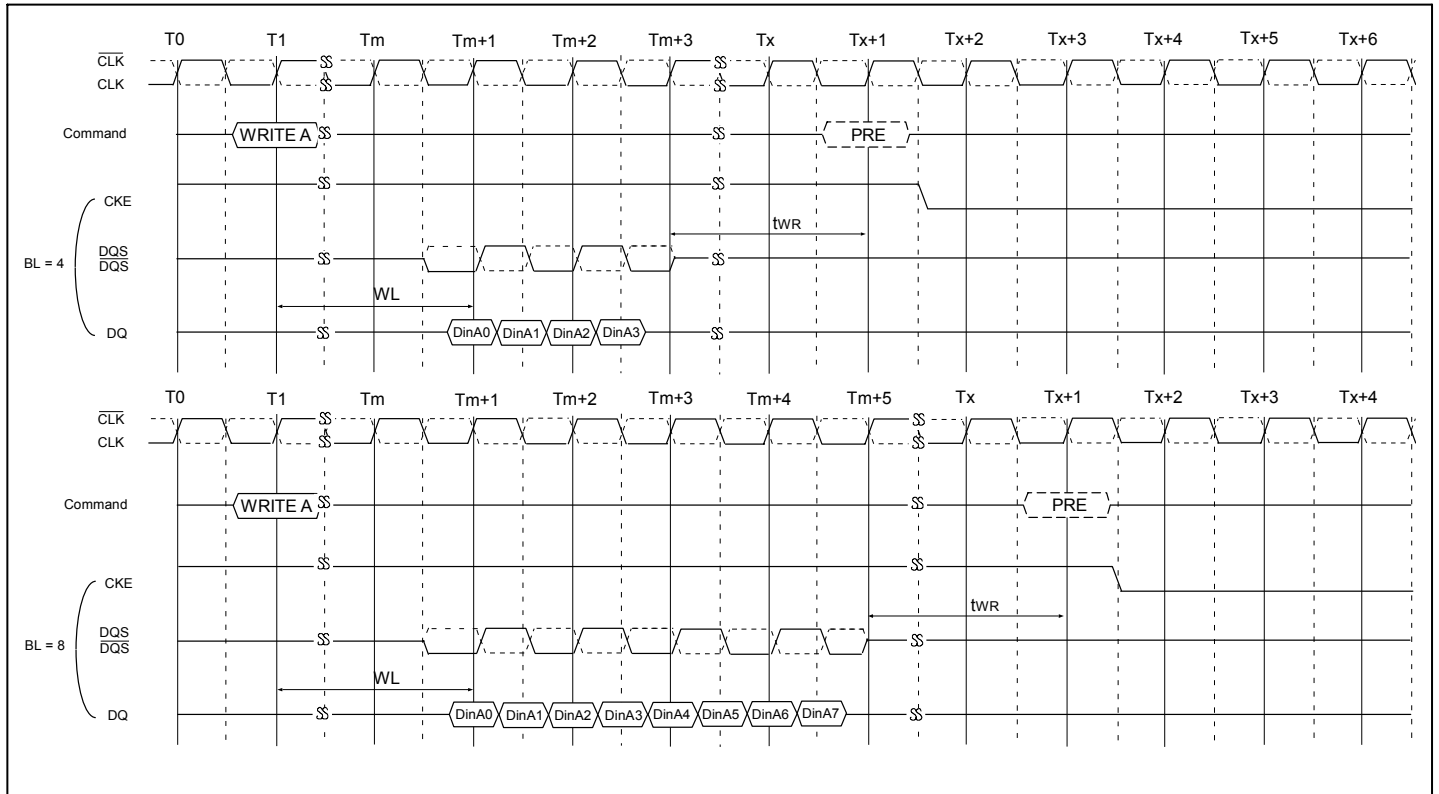 T0 T1 Tm Tm+1 Tm+2 Tm+3 Tx Tx+1 Tx+2 Tx+3 Tx+4 Tx+5 Tx+6
CLK
CLK
Command WRITE A PRE
CKE
tWR
BL = 4
DQS
DQS
WL
DQ DinA0 DinA1 DinA2 DinA3
T0 T1 Tm Tm+1 Tm+2 Tm+3 Tm+4 Tm+5 Tx Tx+1 Tx+2 Tx+3 Tx+4
CLK
CLK
Command WRITE A PRE
CKE
tWR
BL = 8
DQS
DQS
WL
DQ DinA0 DinA1 DinA2 DinA3 DinA4 DinA5 DinA6 DinA7